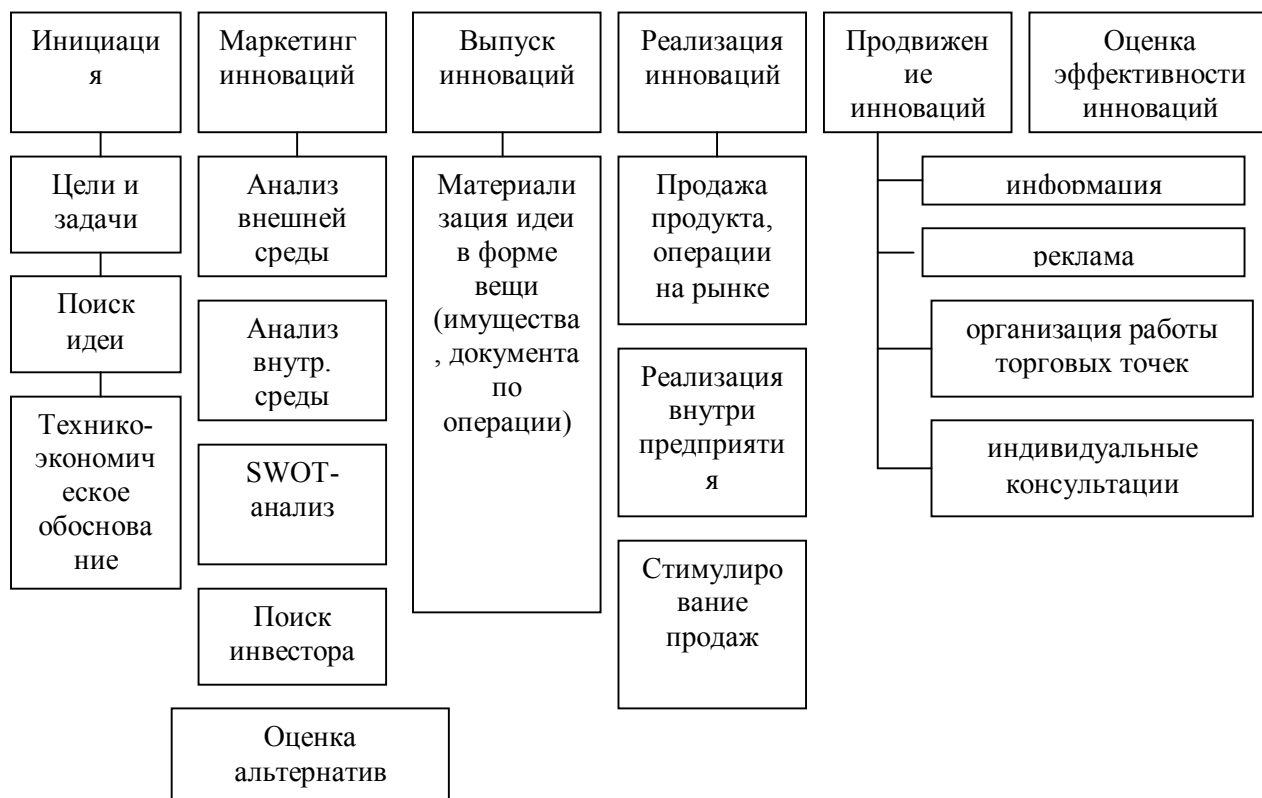 Инициаци
я
Маркетинг
инноваций
Выпуск
инноваций
Реализация
инноваций
Продвижен
ие
инноваций
Оценка
эффективности
инноваций
Цели и
задачи
Поиск
идеи
Технико-
экономич
еское
обоснова
ние
Анализ
внешней
среды
Анализ
внутр.
среды
SWOT-
анализ
Поиск
инвестора
Оценка
альтернатив
Материали
зация идеи
в форме
вещи
(имущества
, документа
по
операции)
Продажа
продукта,
операции
на рынке
Реализация
внутри
предприяти
я
Стимулиро
вание
продаж
информация
реклама
организация работы
торговых точек
индивидуальные
консультации